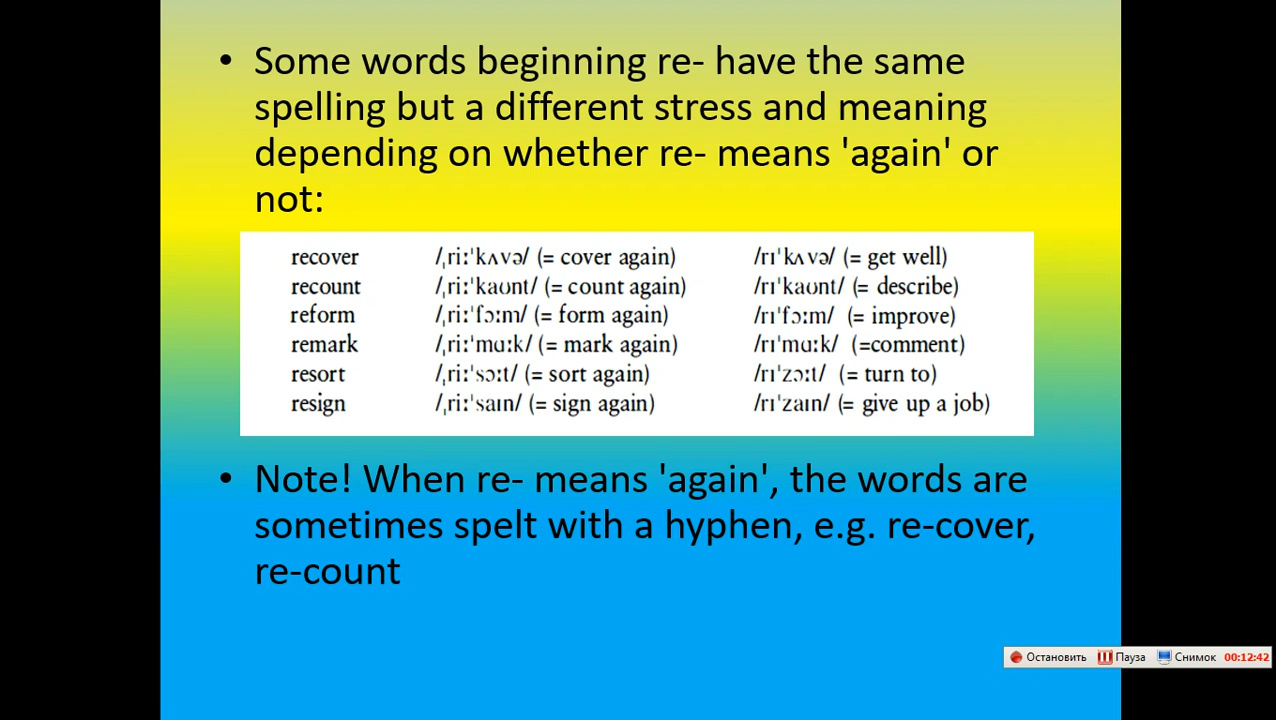 • Some words beginning re- have the same
spelling but a different stress and meaning
depending on whether re- means 'again' or
not:
recover /ˌriːˈkʌvə/ (= cover again) /rɪˈkʌvə/ (= get well)
recount /ˌriːˈkaʊnt/ (= count again) /rɪˈkaʊnt/ (= describe)
reform /ˌriːˈfɔːm/ (= form again) /rɪˈfɔːm/ (= improve)
remark /ˌriːˈmɑːk/ (= mark again) /rɪˈmɑːk/ (=comment)
resort /ˌriːˈsɔːt/ (= sort again) /rɪˈzɔːt/ (= turn to)
resign /ˌriːˈsaɪn/ (= sign again) /rɪˈzaɪn/ (= give up a job)
• Note! When re- means 'again', the words are
sometimes spelt with a hyphen, e.g. re-cover,
re-count
Остановить Пауза Снимок 00:12:42